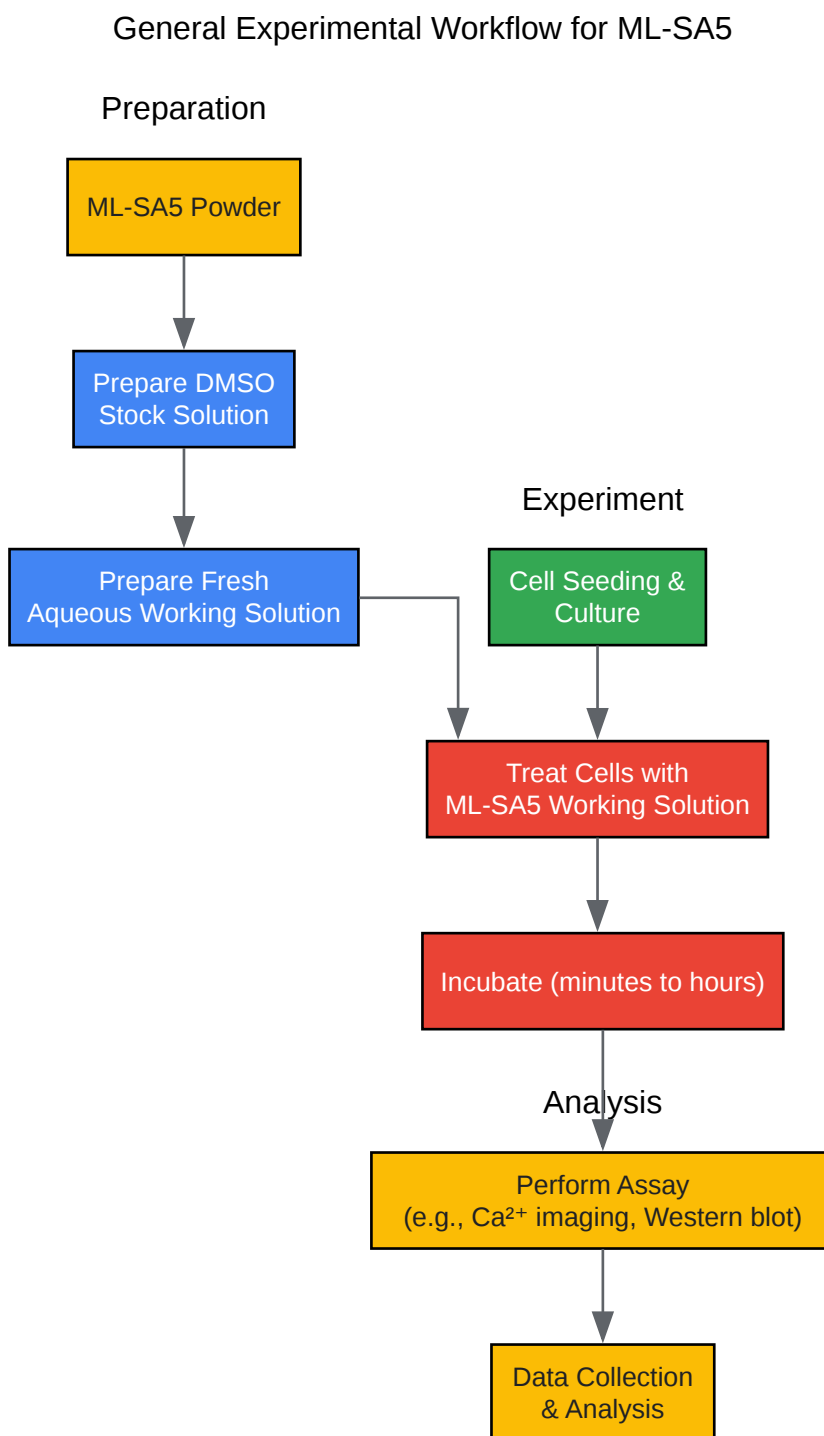 General Experimental Workflow for ML-SA5
Preparation
ML-SA5 Powder
Prepare DMSO
Stock Solution
Prepare Fresh
Aqueous Working Solution
Experiment
Cell Seeding &
Culture
Treat Cells with
ML-SA5 Working Solution
Incubate (minutes to hours)
Analysis
Perform Assay
(e.g., Ca²⁺ imaging, Western blot)
Data Collection
& Analysis